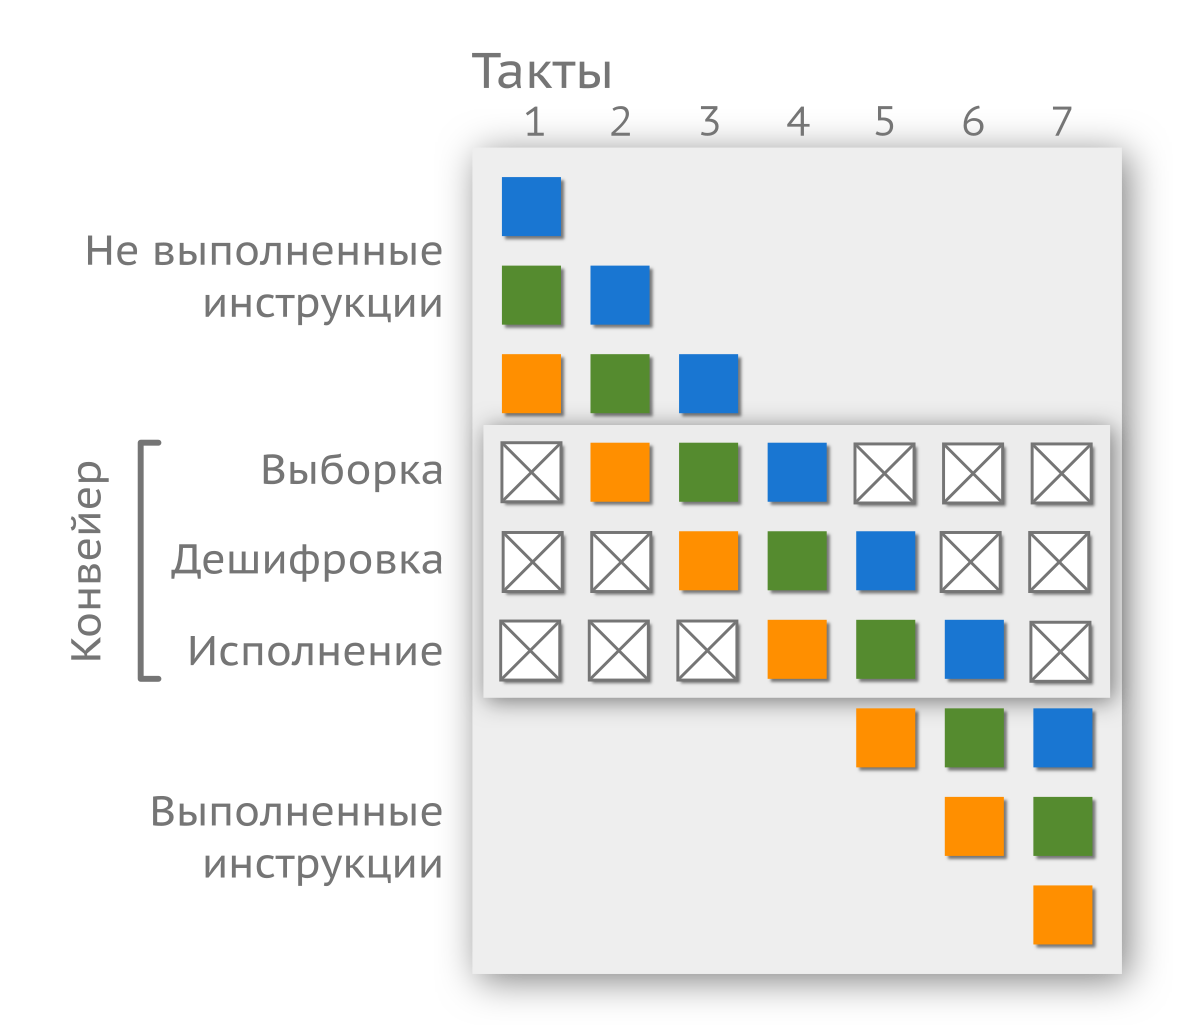 Такты
1 2 3 4 5 6 7
Не выполненные
инструкции
Конвейер
Выборка
Дешифровка
Исполнение
Выполненные
инструкции